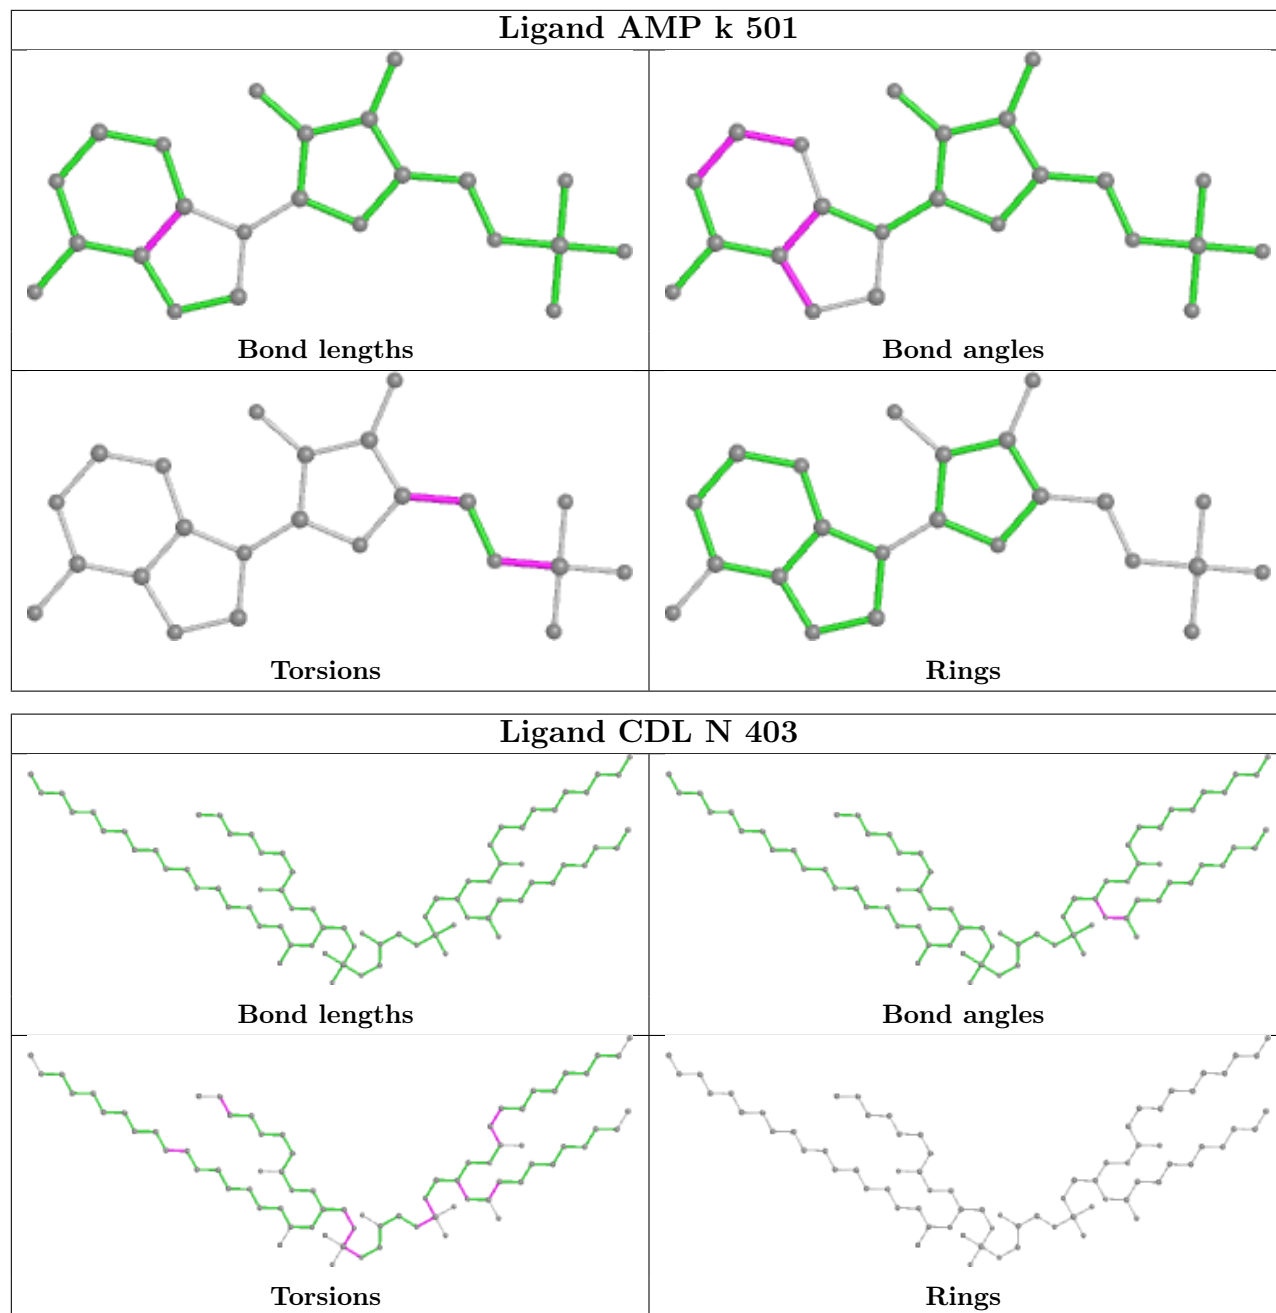 Ligand AMP k 501
Bond lengths
Bond angles
Torsions
Rings
Ligand CDL N 403
Bond lengths
Bond angles
Torsions
Rings